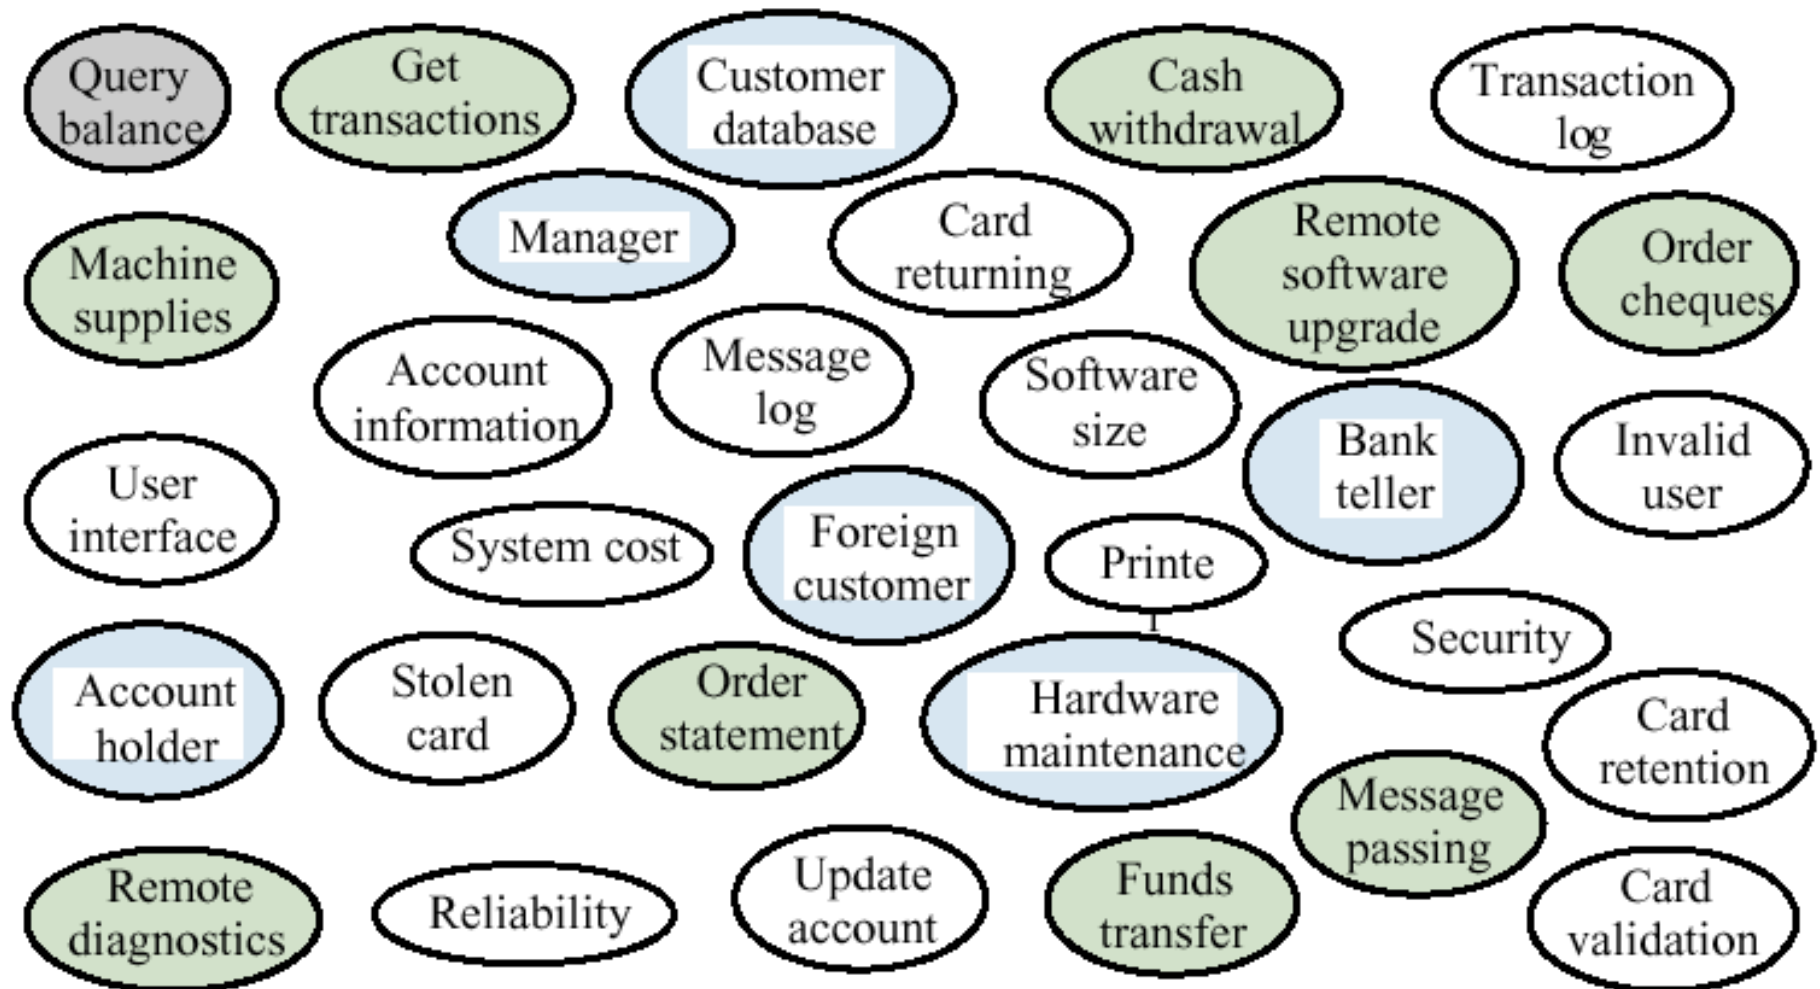 Query
balance
Get
transactions
Customer
database
Cash
withdrawal
Transaction
log
Machine
supplies
Manager
Card
returning
Remote
software
upgrade
Order
cheques
Account
information
Message
log
Software
size
Bank
teller
Invalid
user
User
interface
System cost
Foreign
customer
Printe
r
Security
Account
holder
Stolen
card
Order
statement
Hardware
maintenance
Card
retention
Message
passing
Remote
diagnostics
Reliability
Update
account
Funds
transfer
Card
validation